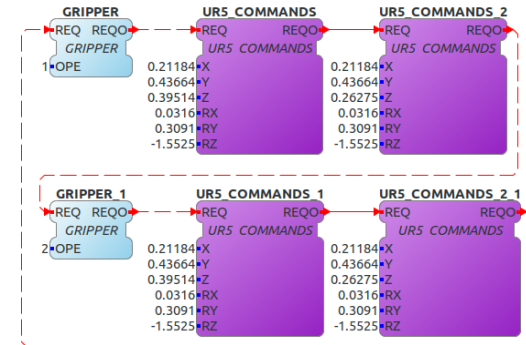 GRIPPER UR5_COMMANDS UR5_COMMANDS_2
REQ REQO REQ REQO REQ REQO
GRIPPER UR5 COMMANDS UR5 COMMANDS
1 OPE 0.21184 X 0.21184 X
0.43664 Y 0.43664 Y
0.39514 Z 0.26275 Z
0.0316 RX 0.0316 RX
0.3091 RY 0.3091 RY
-1.5525 RZ -1.5525 RZ
GRIPPER_1 UR5_COMMANDS_1 UR5_COMMANDS_2_1
REQ REQO REQ REQO REQ REQO
GRIPPER UR5 COMMANDS UR5 COMMANDS
2 OPE 0.21184 X 0.21184 X
0.43664 Y 0.43664 Y
0.39514 Z 0.26275 Z
0.0316 RX 0.0316 RX
0.3091 RY 0.3091 RY
-1.5525 RZ -1.5525 RZ